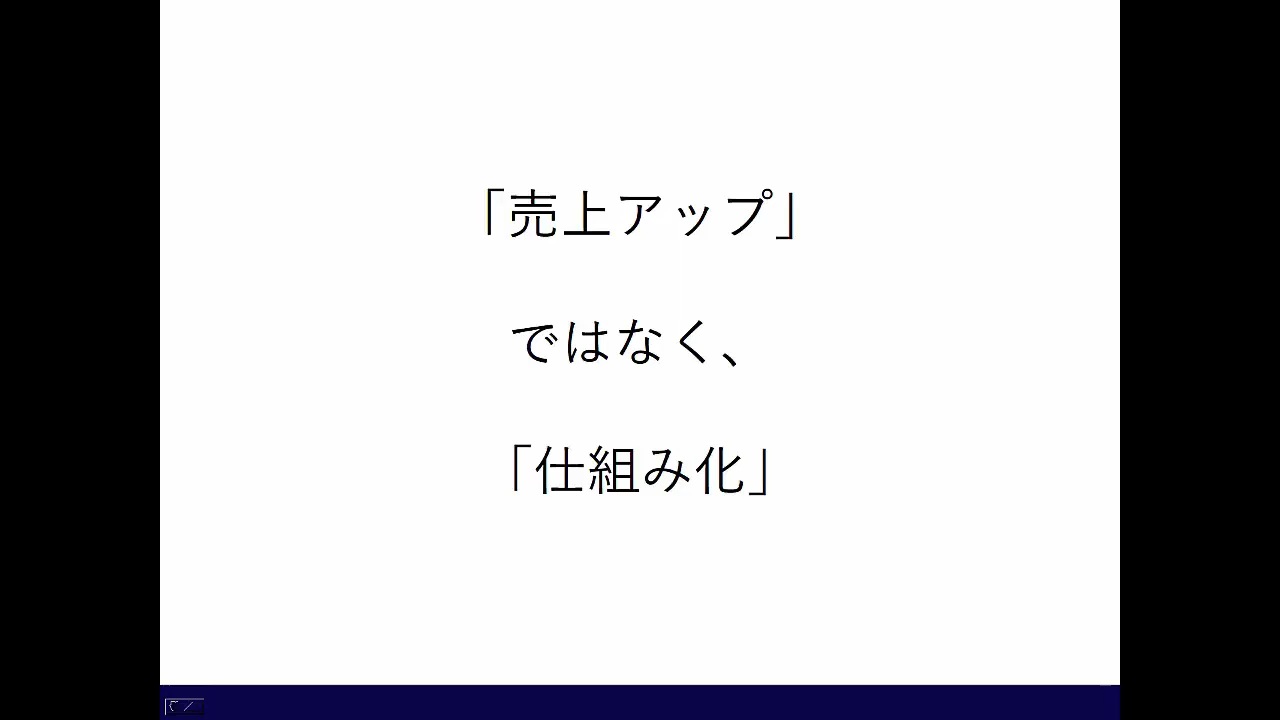 「売上アップ」
ではなく、
「仕組み化」